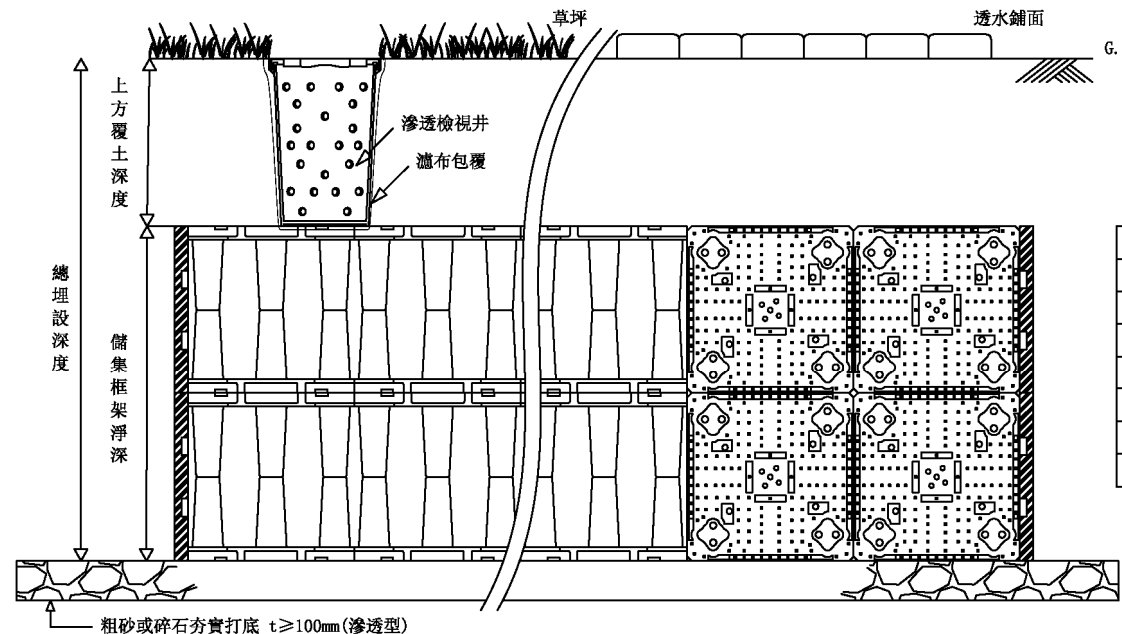 草坪
透水鋪面
G.
上方覆土深度
滲透檢視井
濾布包覆
總埋設深度
儲集框架淨深
粗砂或碎石夯實打底 t≥100mm(滲透型)